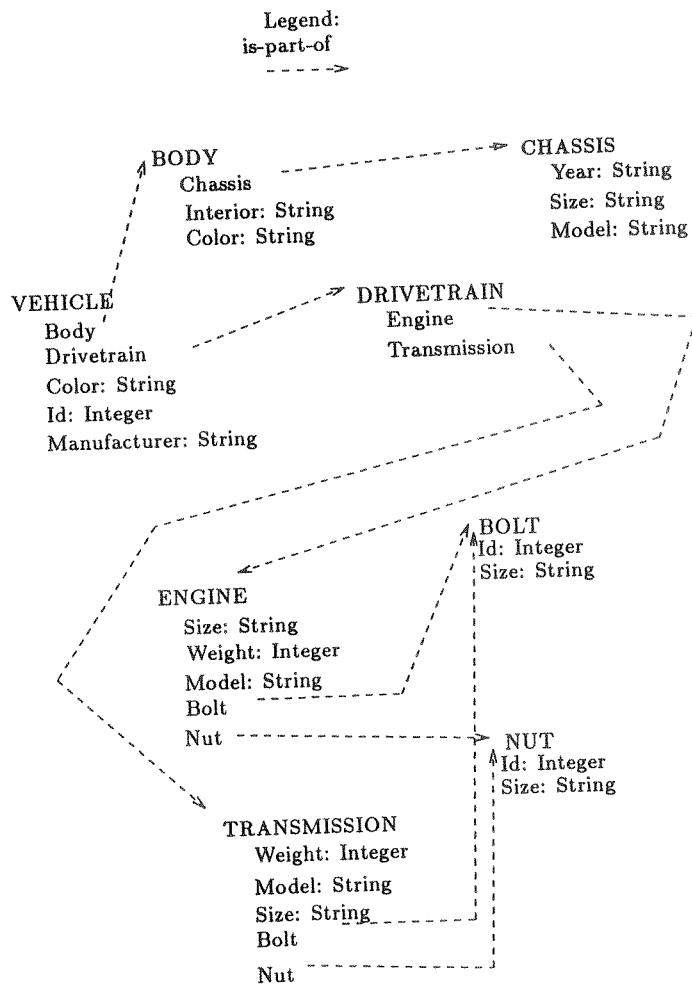 Legend:
is-part-of
BODY
Chassis
Interior: String
Color: String
CHASSIS
Year: String
Size: String
Model: String
VEHICLE
Body
Drivetrain
Color: String
Id: Integer
Manufacturer: String
DRIVETRAIN
Engine
Transmission
BOLT
Id: Integer
Size: String
ENGINE
Size: String
Weight: Integer
Model: String
Bolt
Nut
NUT
Id: Integer
Size: String
TRANSMISSION
Weight: Integer
Model: String
Size: String
Bolt
Nut